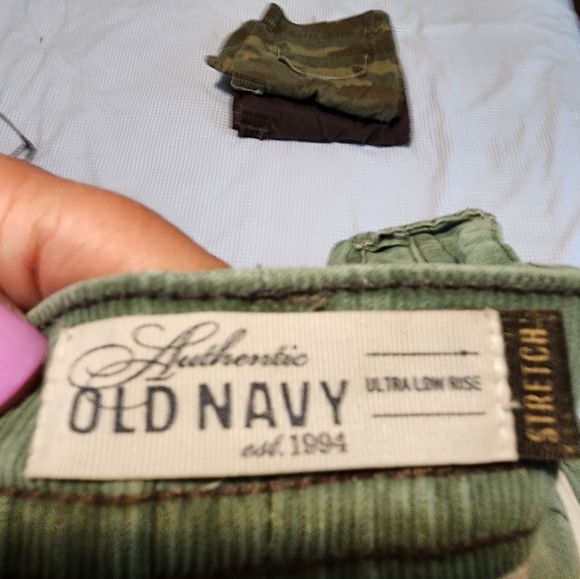 Authentic
OLD NAVY
est. 1994
ULTRA LOW RISE
STRETCH